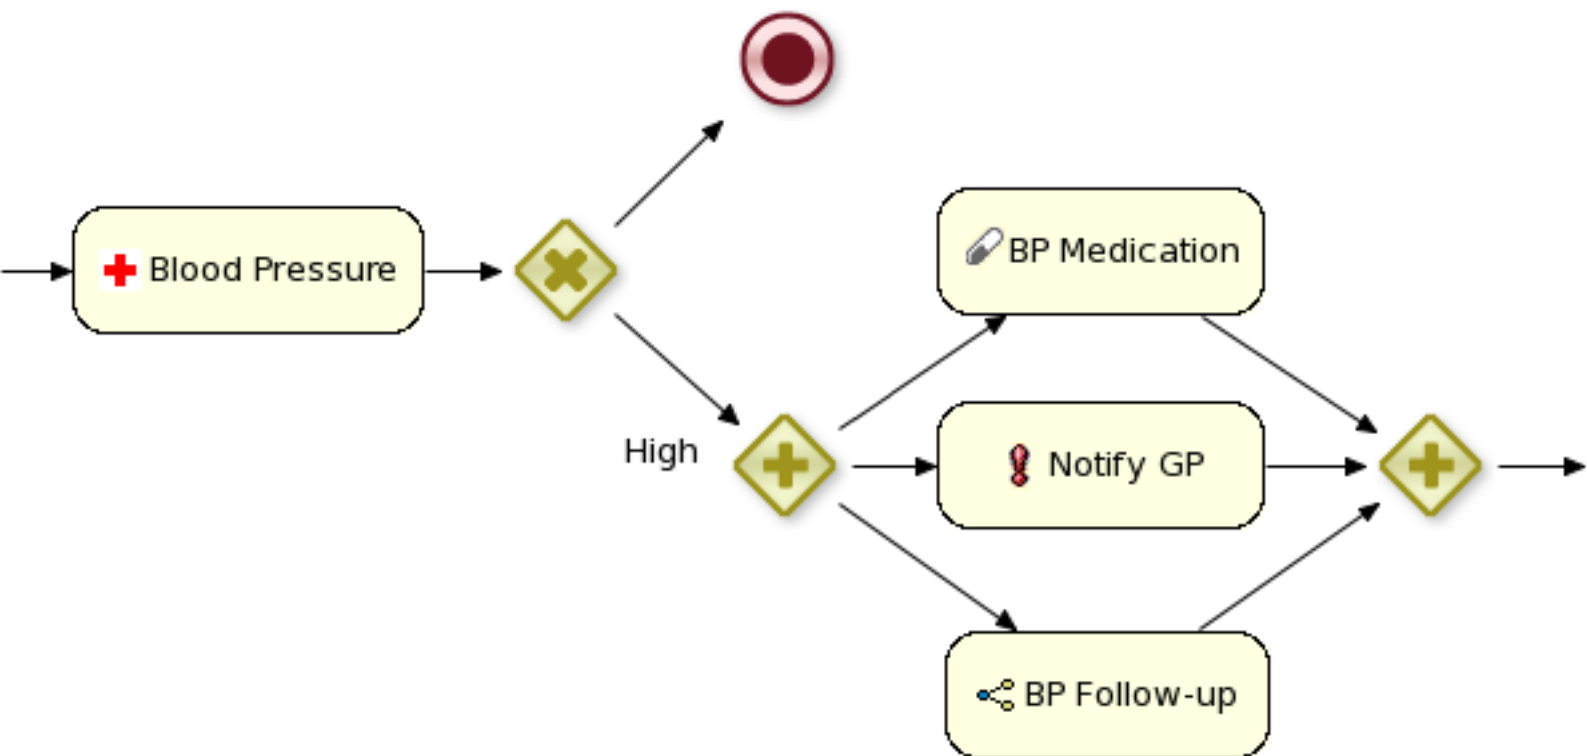 Blood Pressure
High
BP Medication
Notify GP
BP Follow-up